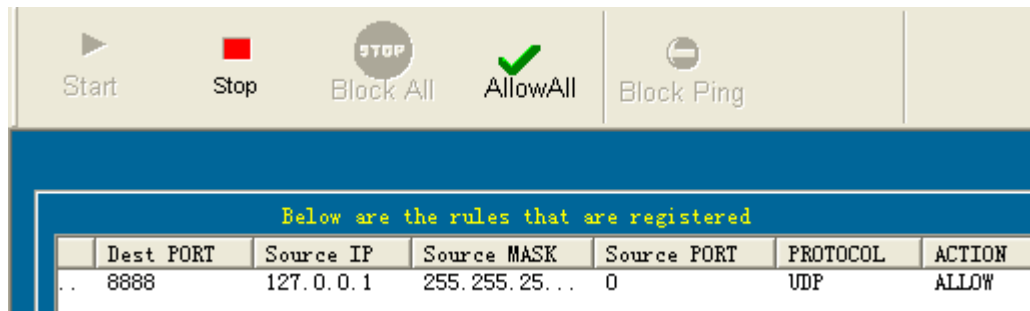 STOP
Start Stop Block All AllowAll Block Ping
Below are the rules that are registered
Dest PORT Source IP Source MASK Source PORT PROTOCOL ACTION
.. 8888 127.0.0.1 255.255.25... 0 UDP ALLOW